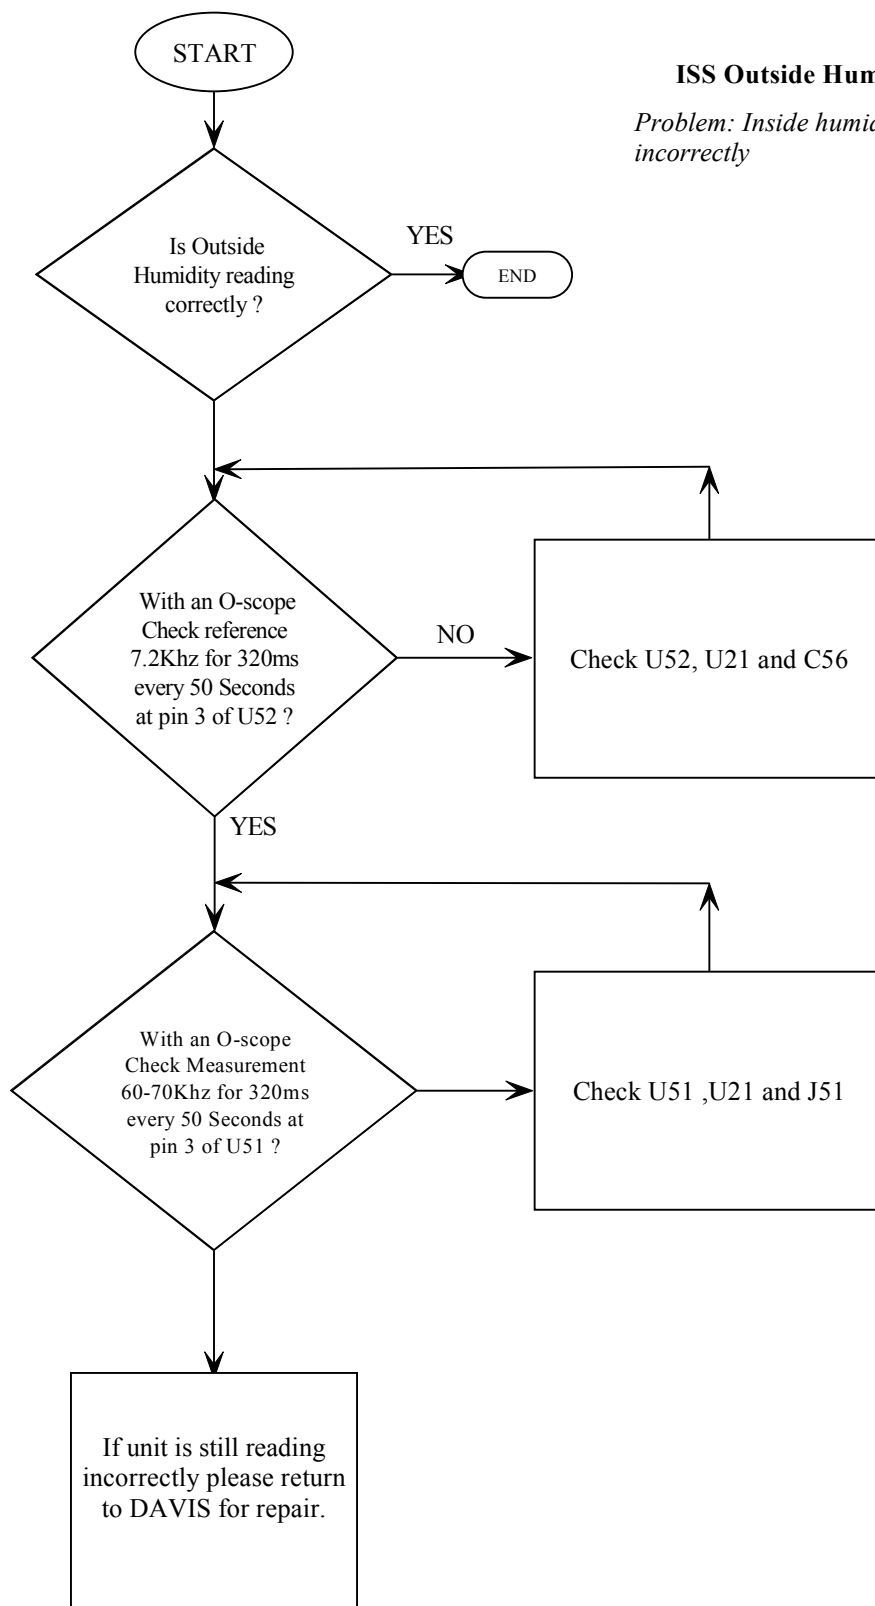 START
ISS Outside Hum
Problem: Inside humid
incorrectly
Is Outside
Humidity reading
correctly ?
YES
END
With an O-scope
Check reference
7.2Khz for 320ms
every 50 Seconds
at pin 3 of U52 ?
NO
Check U52, U21 and C56
YES
With an O-scope
Check Measurement
60-70Khz for 320ms
every 50 Seconds at
pin 3 of U51 ?
Check U51 ,U21 and J51
If unit is still reading
incorrectly please return
to DAVIS for repair.